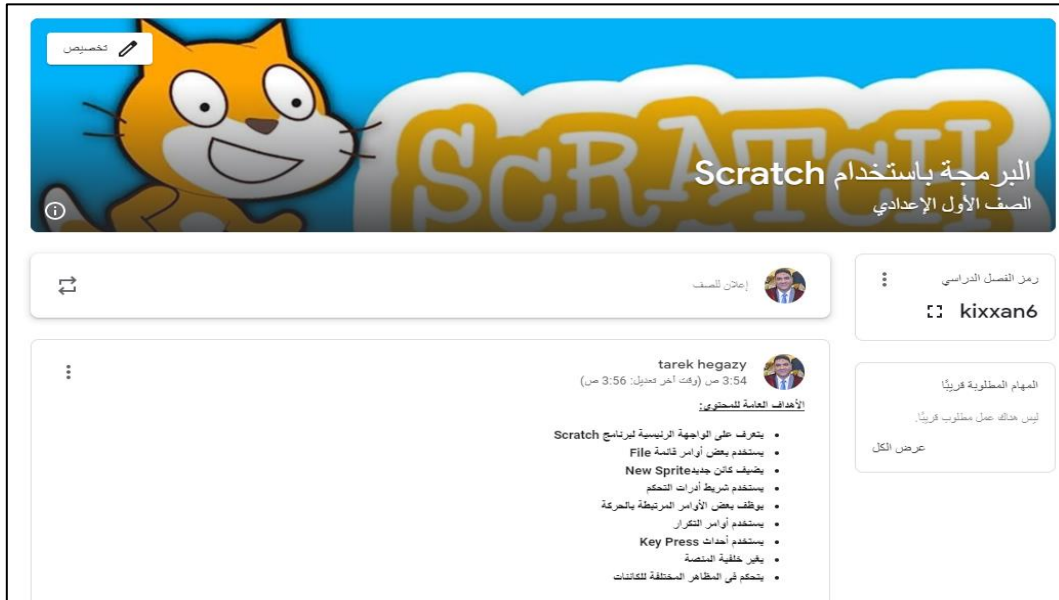 تخصيص
SCRATCH
البرمجة باستخدام Scratch
الصف الأول الإعدادي
رمز الفصل الدراسي
kixxan6
المهام المطلوبة قريبًا
ليس هناك عمل مطلوب قريبًا.
عرض الكل
إعلان للصف
tarek hegazy
3:54 ص (وقت آخر تعديل: 3:56 ص)
الأهداف العامة للمحتوي:
• يتعرف على الواجهة الرئيسية لبرنامج Scratch
• يستخدم بعض أوامر قائمة File
• يضيف كائن جديدNew Sprite
• يستخدم شريط أدرات التحكم
• يوظف بعض الأوامر المرتبطة بالحركة
• يستخدم أوامر التكرار
• يستخدم أحداث Key Press
• يغير خلفية المنصة
• يتحكم في المظاهر المختلفة للكائنات